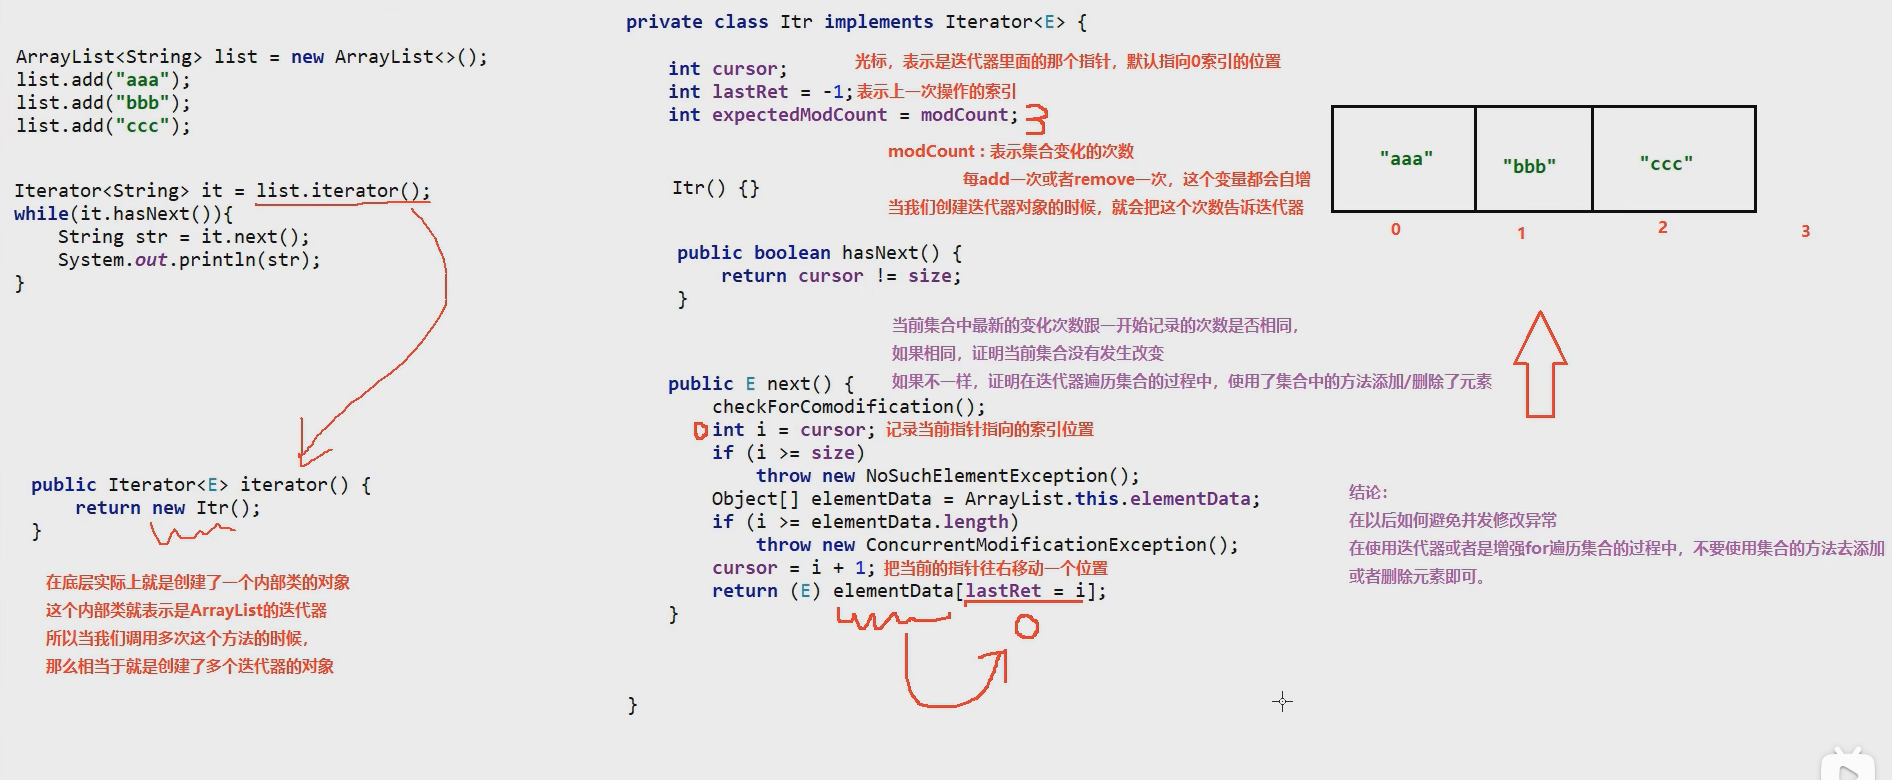 ArrayList<String> list = new ArrayList<>();
list.add("aaa");
list.add("bbb");
list.add("ccc");
Iterator<String> it = list.iterator();
while(it.hasNext()){
    String str = it.next();
    System.out.println(str);
}
public Iterator<E> iterator() {
    return new Itr();
}
在底层实际上就是创建了一个内部类的对象
这个内部类就表示是ArrayList的迭代器
所以当我们调用多次这个方法的时候，
那么相当于就是创建了多个迭代器的对象
private class Itr implements Iterator<E> {
int cursor; 光标，表示是迭代器里面的那个指针，默认指向0索引的位置
int lastRet = -1; 表示上一次操作的索引
int expectedModCount = modCount; 3
modCount：表示集合变化的次数
每add一次或者remove一次，这个变量都会自增
当我们创建迭代器对象的时候，就会把这个次数告诉迭代器
Itr() {}
public boolean hasNext() {
    return cursor != size;
}
当前集合中最新的变化次数跟一开始记录的次数是否相同，
如果相同，证明当前集合没有发生改变
如果不一样，证明在迭代器遍历集合的过程中，使用了集合中的方法添加/删除了元素
public E next() {
    checkForComodification();
0 int i = cursor; 记录当前指针指向的索引位置
    if (i >= size)
        throw new NoSuchElementException();
    Object[] elementData = ArrayList.this.elementData;
    if (i >= elementData.length)
        throw new ConcurrentModificationException();
    cursor = i + 1; 把当前的指针往右移动一个位置
    return (E) elementData[lastRet = i];
}
0
}
"aaa" "bbb" "ccc"
0 1 2 3
结论：
在以后如何避免并发修改异常
在使用迭代器或者是增强for遍历集合的过程中，不要使用集合的方法去添加
或者删除元素即可。